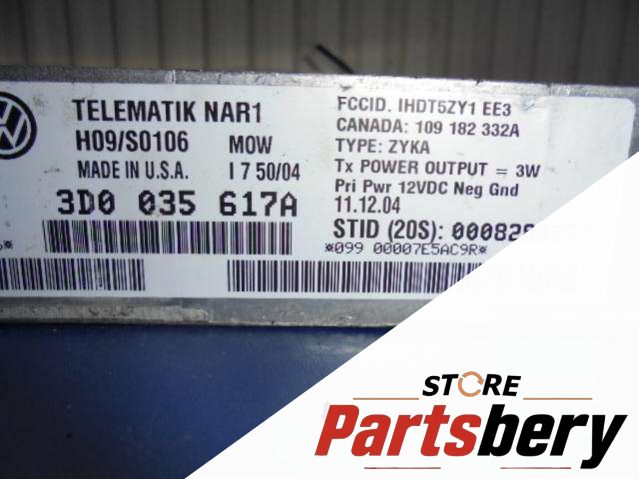 TELEMATIK NAR1
H09/S0106 MOW
MADE IN U.S.A. I 7 50/04
3D0 035 617A
FCCID. IHDT5ZY1 EE3
CANADA: 109 182 332A
TYPE: ZYKA
Tx POWER OUTPUT = 3W
Pri Pwr 12VDC Neg Gnd
11.12.04
STID (20S):
*099 00007E5AC9R*
STORE
Partsbery